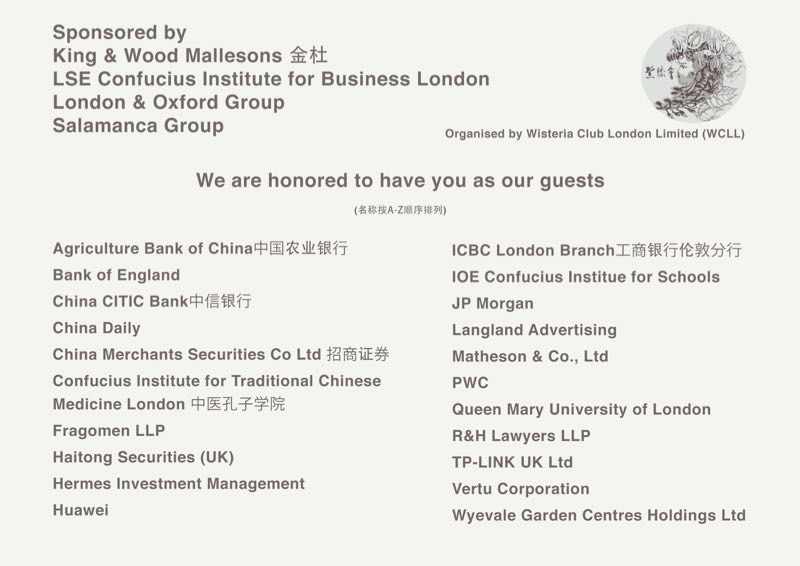 Sponsored by
King & Wood Mallesons 金杜
LSE Confucius Institute for Business London
London & Oxford Group
Salamanca Group
紫藤會
Organised by Wisteria Club London Limited (WCLL)
We are honored to have you as our guests
(名称按A-Z顺序排列)
Agriculture Bank of China中国农业银行
Bank of England
China CITIC Bank中信银行
China Daily
China Merchants Securities Co Ltd 招商证券
Confucius Institute for Traditional Chinese
Medicine London 中医孔子学院
Fragomen LLP
Haitong Securities (UK)
Hermes Investment Management
Huawei
ICBC London Branch工商银行伦敦分行
IOE Confucius Institue for Schools
JP Morgan
Langland Advertising
Matheson & Co., Ltd
PWC
Queen Mary University of London
R&H Lawyers LLP
TP-LINK UK Ltd
Vertu Corporation
Wyevale Garden Centres Holdings Ltd